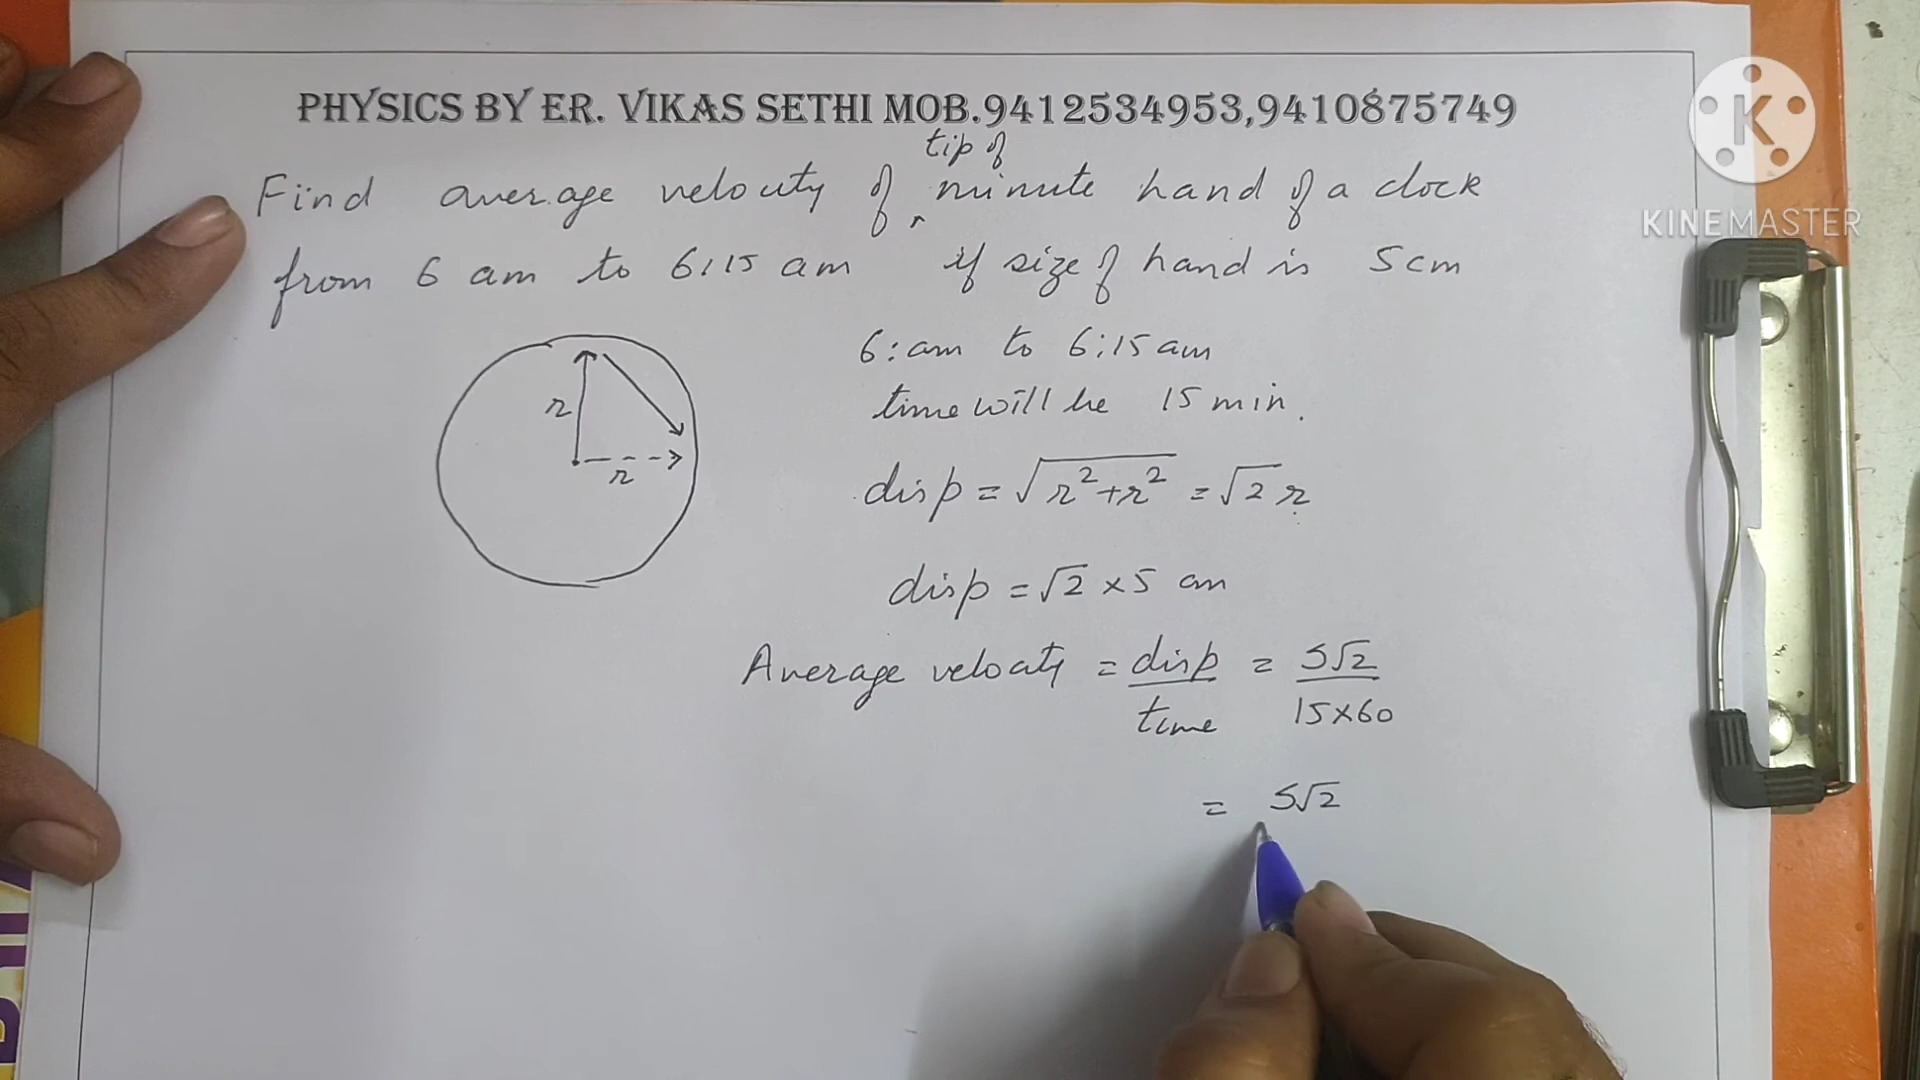 PHYSICS BY ER. VIKAS SETHI MOB.9412534953,9410875749
K
KINEMASTER
tip of
Find average velocity of ‸ minute hand of a clock
from 6 am to 6:15 am if size of hand is 5 cm
6: am to 6:15 am
time will be 15 min.
r
r
disp = √r²+r² = √2 r
disp = √2 × 5 cm
Average velocity = disp/time = 5√2/15×60
= 5√2